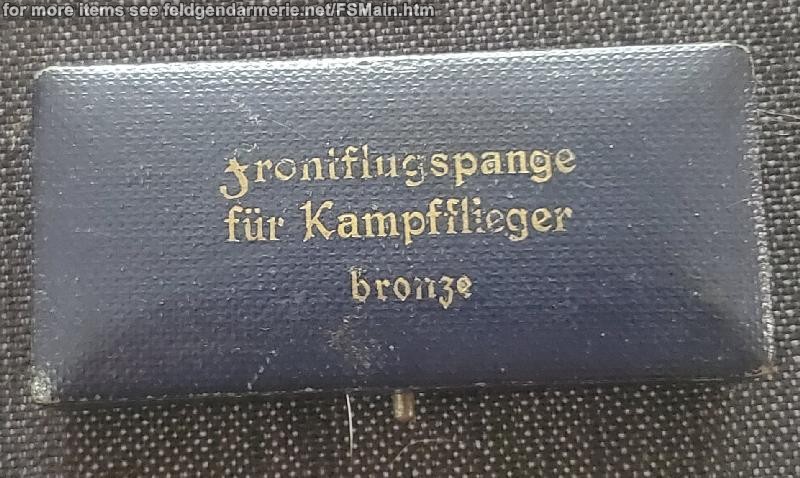 for more items see feldgendarmerie.net/FSMain.htm
Frontflugspange
für Kampfflieger
bronze